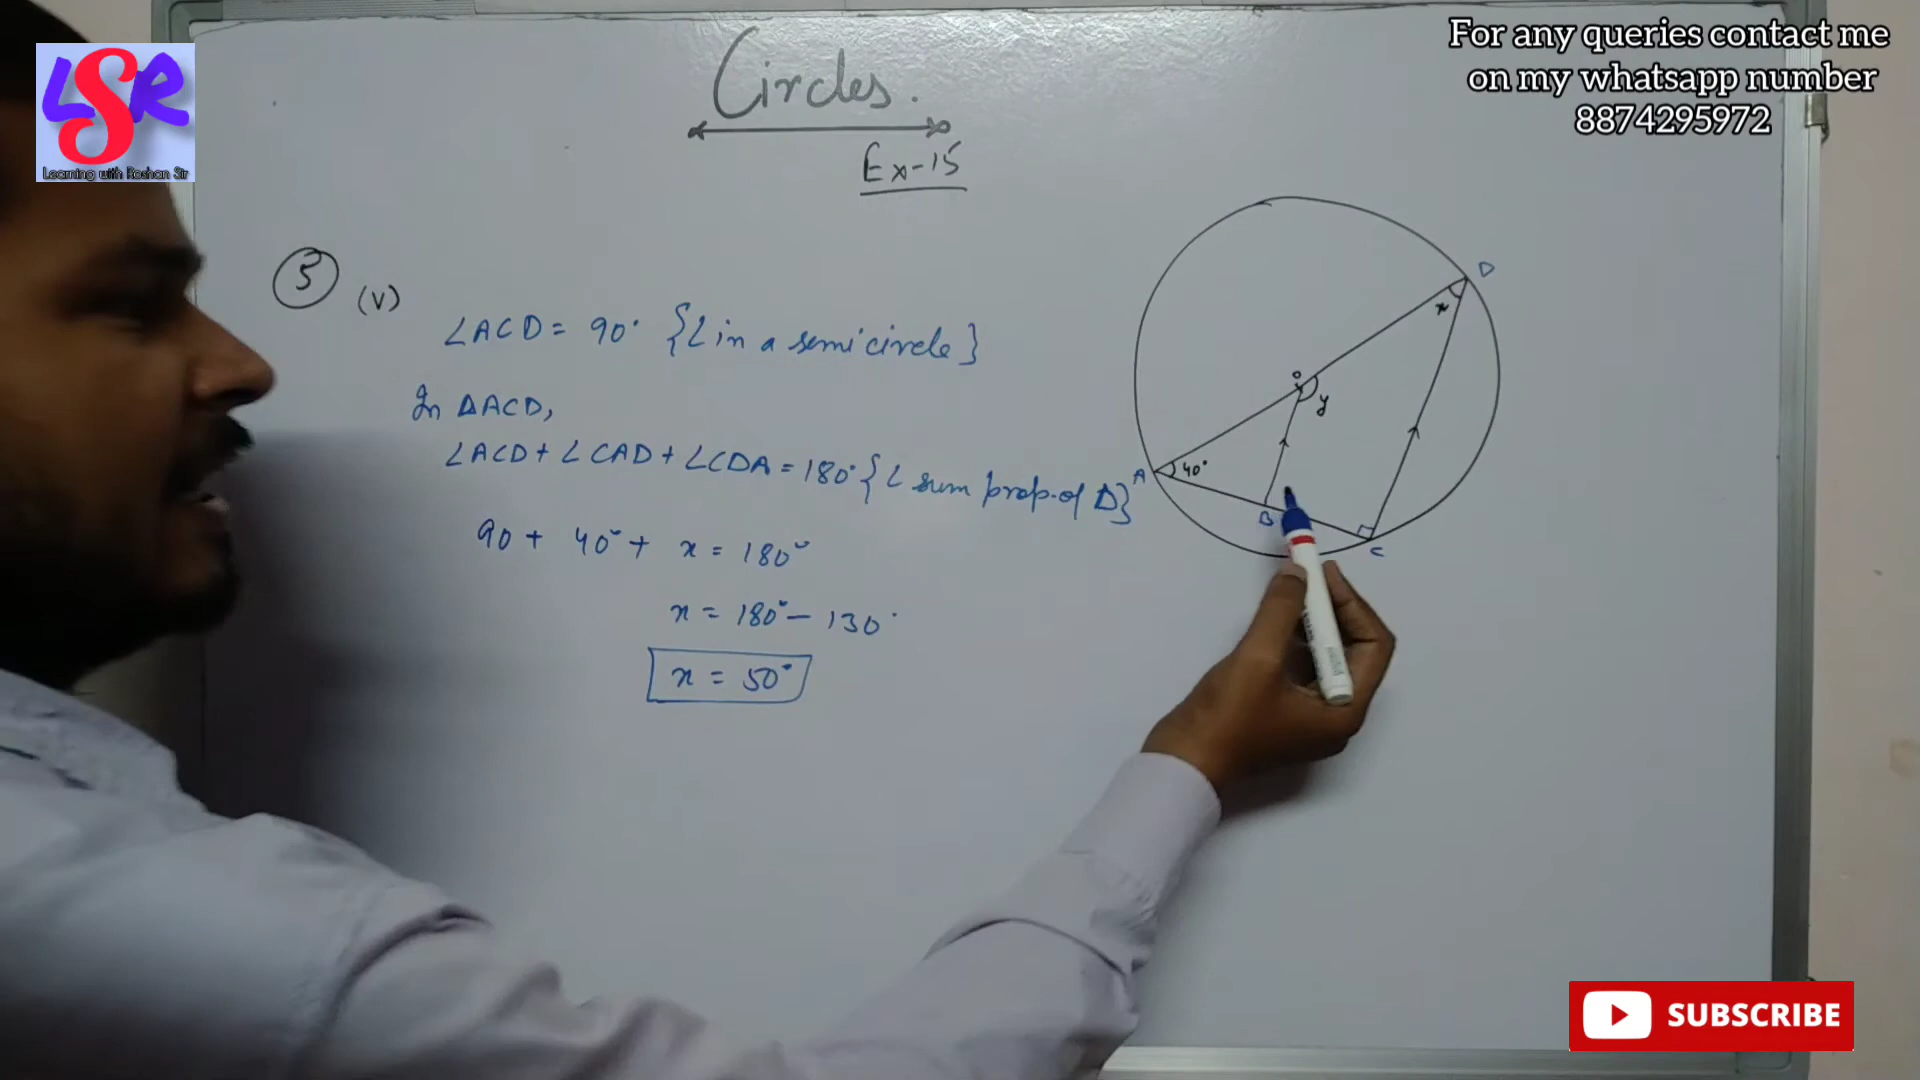 LSR
Learning with Roshan Sir
For any queries contact me
on my whatsapp number
8874295972
Circles.
Ex-15
5 (v)
∠ACD = 90° {∠ in a semicircle}
In ΔACD,
∠ACD + ∠CAD + ∠CDA = 180° {∠ sum prop. of Δ}
90 + 40° + x = 180°
x = 180° - 130°
x = 50°
D
x
O
y
A
40°
B
C
SUBSCRIBE